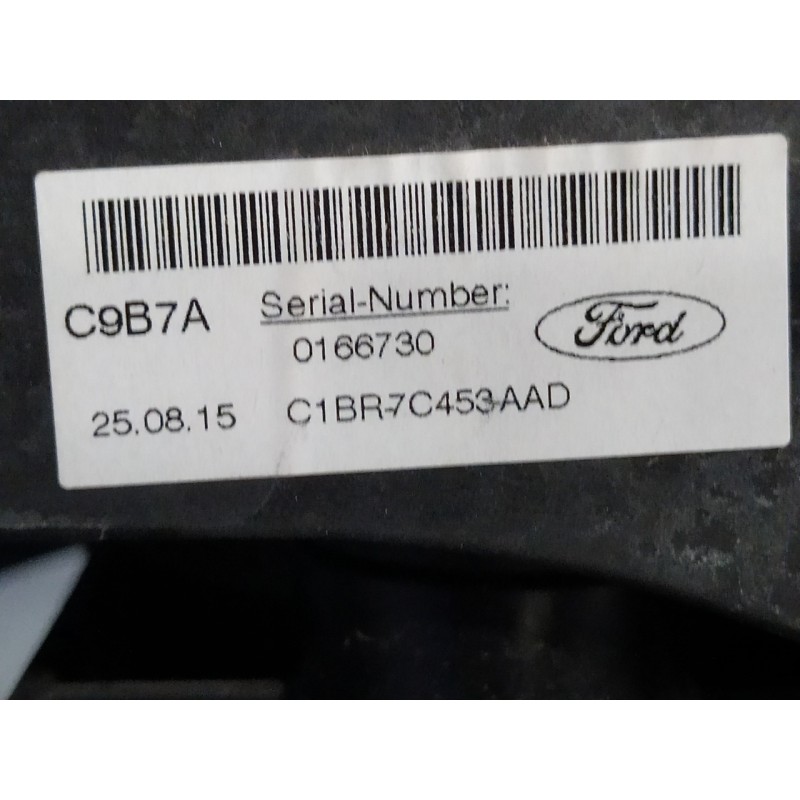 C9B7A Serial-Number: Ford
0166730
25.08.15 C1BR-7C453-AAD